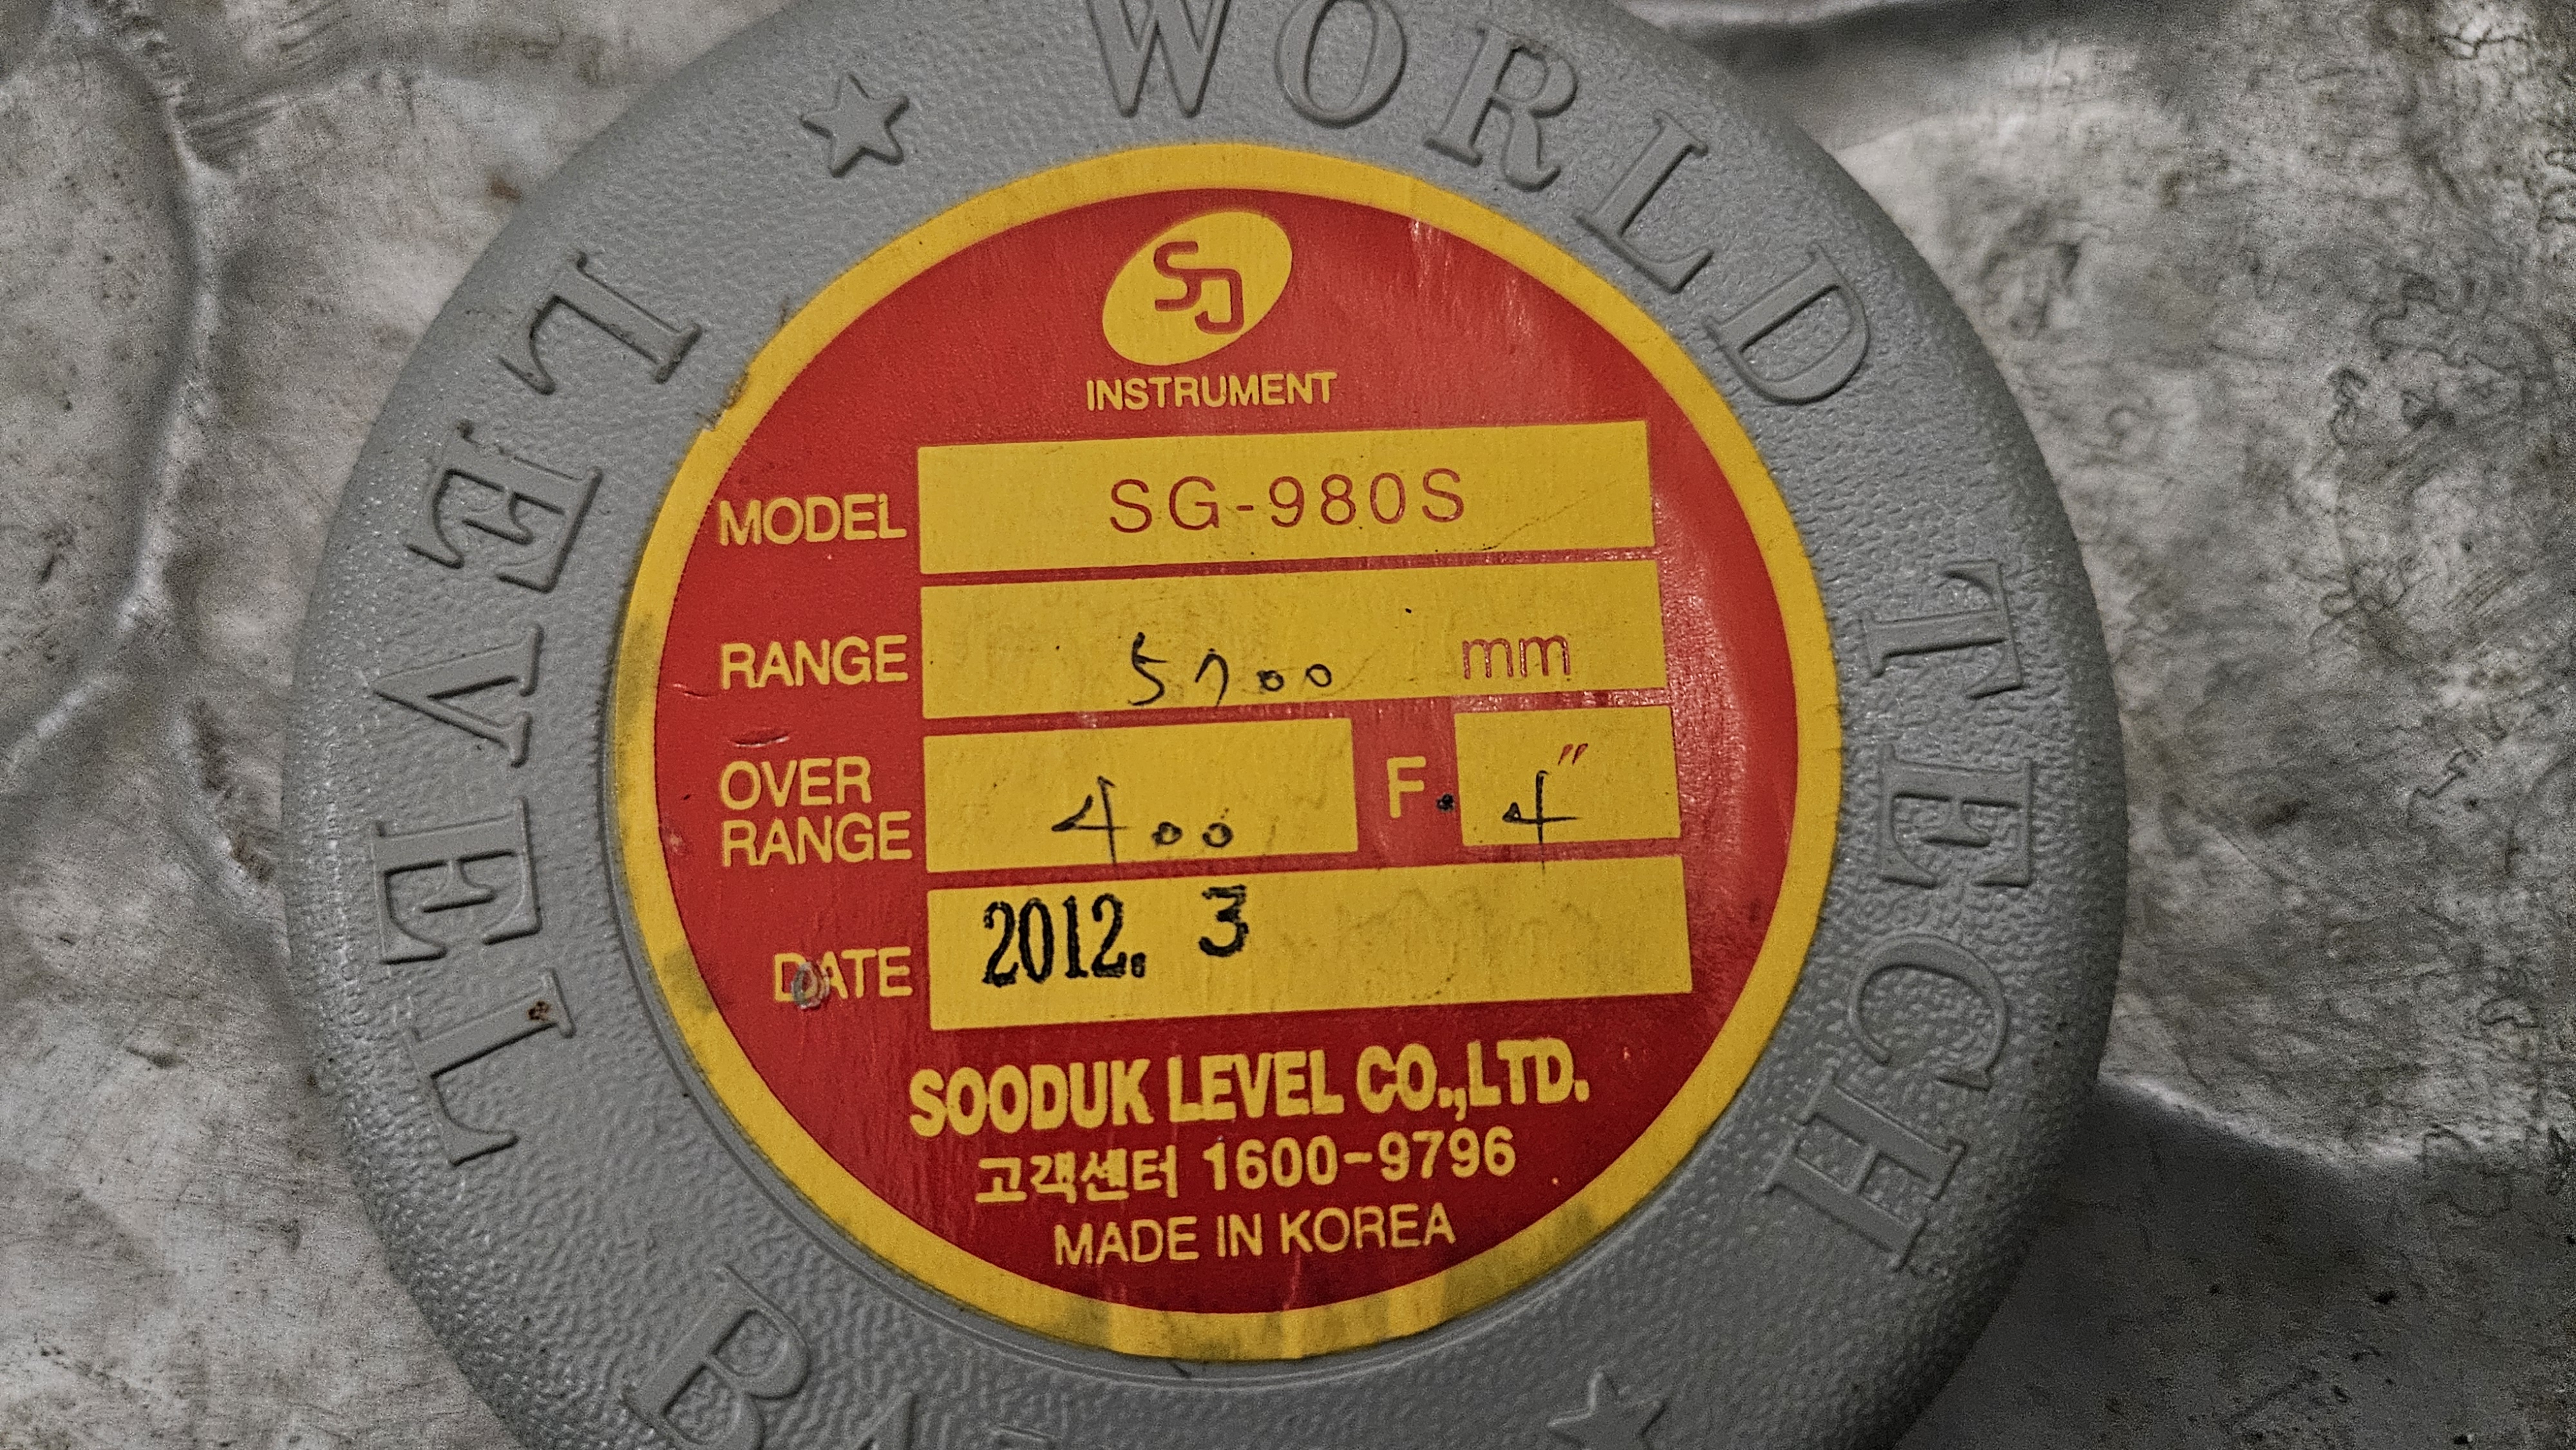 WORLD TECH
LEVEL
SD
INSTRUMENT
MODEL SG-980S
RANGE 5700 mm
OVER RANGE 400 F. 4"
DATE 2012. 3
SOODUK LEVEL CO.,LTD.
고객센터 1600-9796
MADE IN KOREA